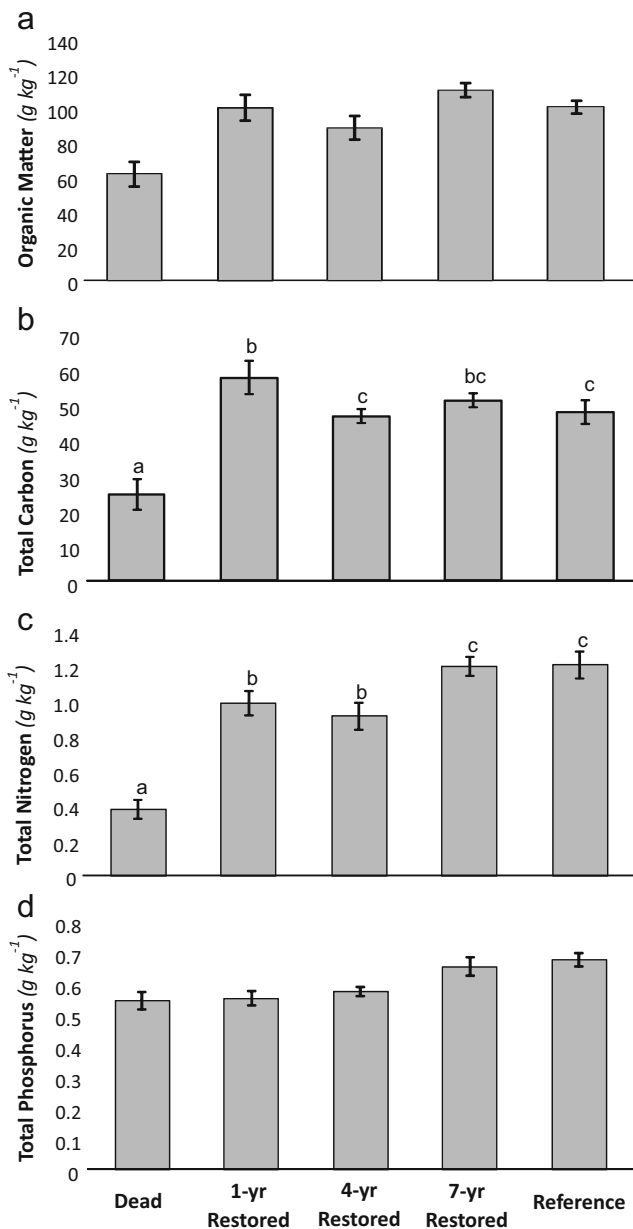 a
Organic Matter (g kg⁻¹)
140
120
100
80
60
40
20
0
b
Total Carbon (g kg⁻¹)
70
60
50
40
30
20
10
0
a
b
c
bc
c
c
Total Nitrogen (g kg⁻¹)
1.4
1.2
1.0
0.8
0.6
0.4
0.2
0
a
b
b
c
c
d
Total Phosphorus (g kg⁻¹)
0.8
0.7
0.6
0.5
0.4
0.3
0.2
0.1
0
Dead
1-yr
Restored
4-yr
Restored
7-yr
Restored
Reference